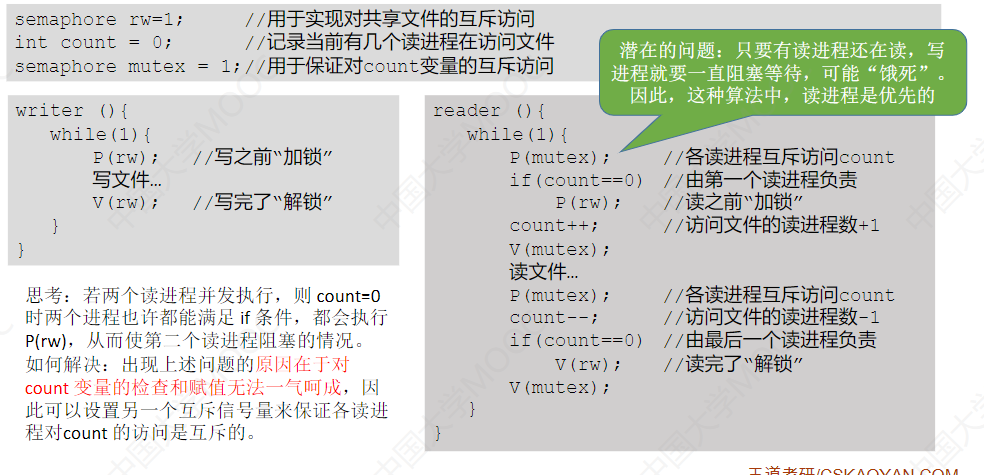 semaphore rw=1;     //用于实现对共享文件的互斥访问
int count = 0;      //记录当前有几个读进程在访问文件
semaphore mutex = 1;//用于保证对count变量的互斥访问
潜在的问题：只要有读进程还在读，写
进程就要一直阻塞等待，可能“饿死”。
因此，这种算法中，读进程是优先的
writer (){
while(1){
P(rw);   //写之前“加锁”
写文件…
V(rw);   //写完了“解锁”
}
}
思考：若两个读进程并发执行，则 count=0
时两个进程也许都能满足 if 条件，都会执行
P(rw)，从而使第二个读进程阻塞的情况。
如何解决：出现上述问题的原因在于对
count 变量的检查和赋值无法一气呵成，因
此可以设置另一个互斥信号量来保证各读进
程对count 的访问是互斥的。
reader (){
while(1){
P(mutex);     //各读进程互斥访问count
if(count==0)  //由第一个读进程负责
P(rw);    //读之前“加锁”
count++;      //访问文件的读进程数+1
V(mutex);
读文件…
P(mutex);     //各读进程互斥访问count
count--;      //访问文件的读进程数-1
if(count==0)  //由最后一个读进程负责
V(rw);    //读完了“解锁”
V(mutex);
}
}
王道考研/CSKAOYAN.COM
中国大学MOOC